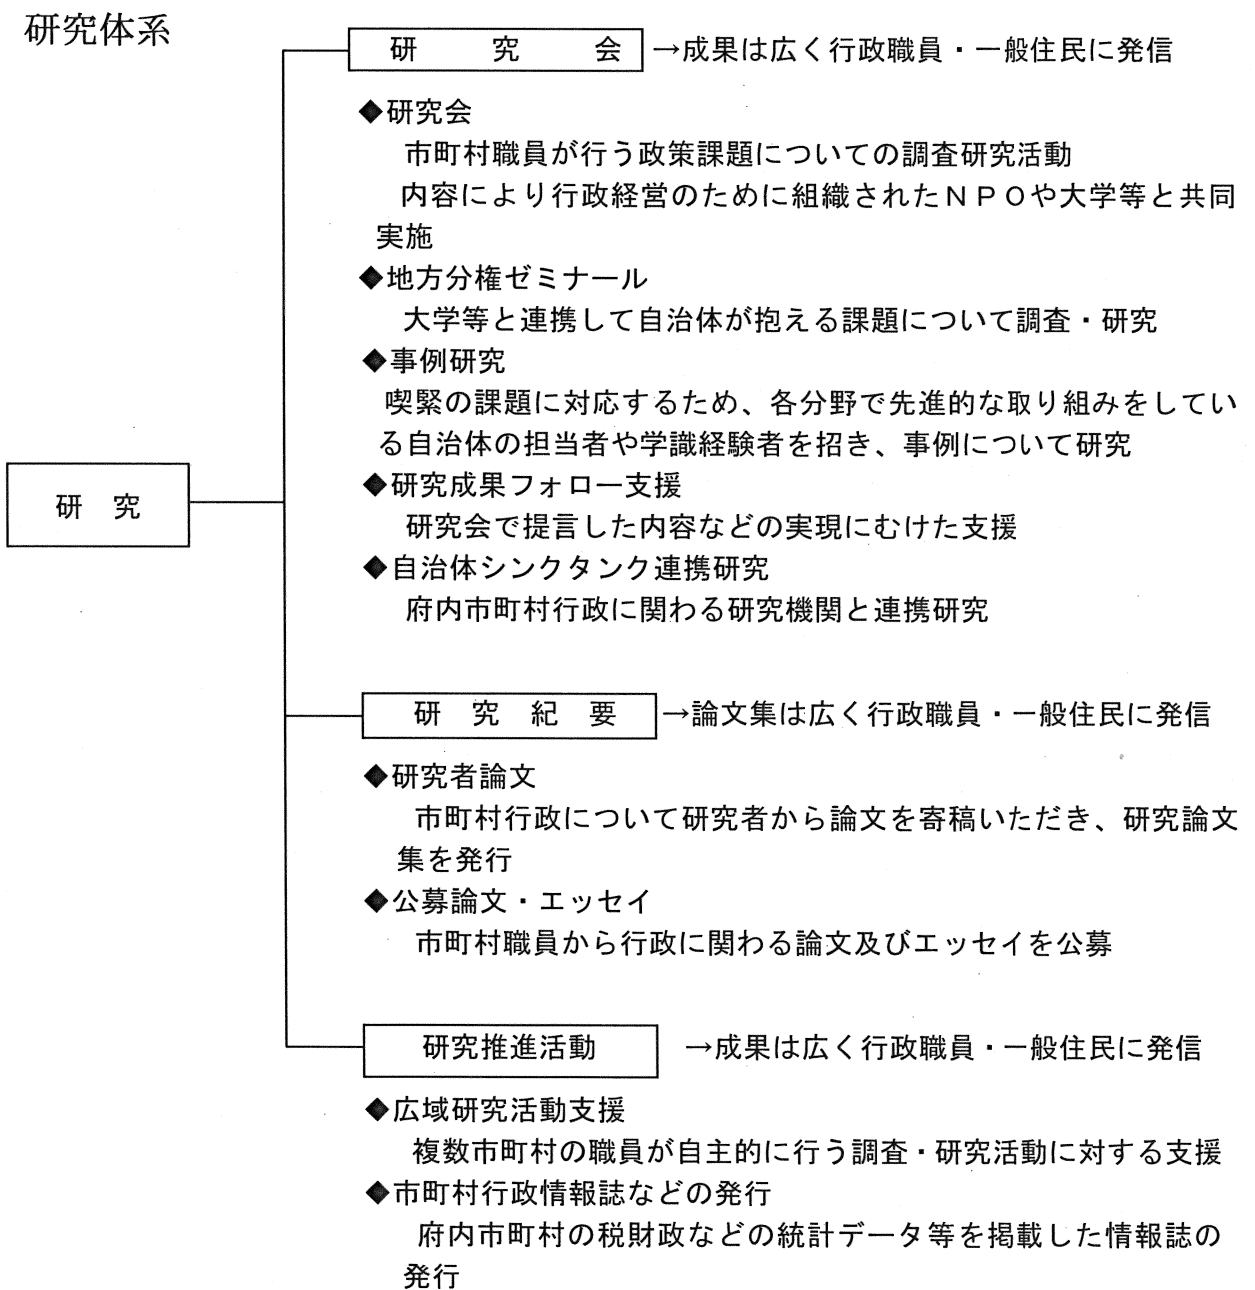 研究体系
研究会 →成果は広く行政職員・一般住民に発信
◆研究会
市町村職員が行う政策課題についての調査研究活動
内容により行政経営のために組織されたＮＰＯや大学等と共同
実施
◆地方分権ゼミナール
大学等と連携して自治体が抱える課題について調査・研究
◆事例研究
喫緊の課題に対応するため、各分野で先進的な取り組みをしてい
る自治体の担当者や学識経験者を招き、事例について研究
◆研究成果フォロー支援
研究会で提言した内容などの実現にむけた支援
◆自治体シンクタンク連携研究
府内市町村行政に関わる研究機関と連携研究
研究
研究紀要 →論文集は広く行政職員・一般住民に発信
◆研究者論文
市町村行政について研究者から論文を寄稿いただき、研究論文
集を発行
◆公募論文・エッセイ
市町村職員から行政に関わる論文及びエッセイを公募
研究推進活動 →成果は広く行政職員・一般住民に発信
◆広域研究活動支援
複数市町村の職員が自主的に行う調査・研究活動に対する支援
◆市町村行政情報誌などの発行
府内市町村の税財政などの統計データ等を掲載した情報誌の
発行